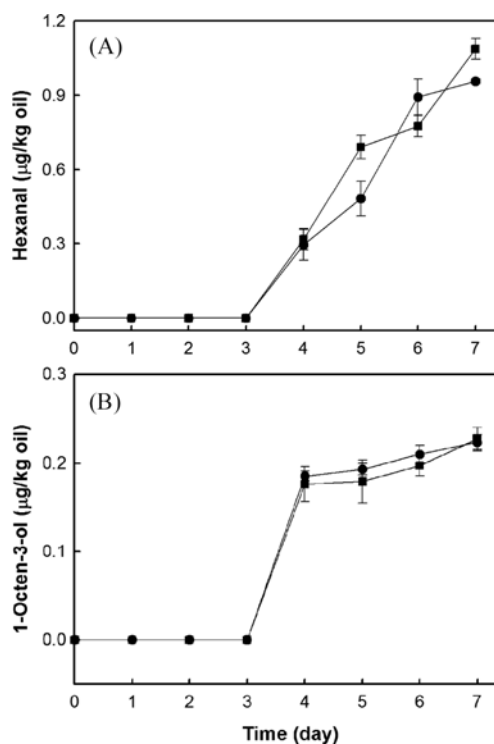 (A)
Hexanal (µg/kg oil)
1.2
0.9
0.6
0.3
0.0
0 1 2 3 4 5 6 7
(B)
1-Octen-3-ol (µg/kg oil)
0.3
0.2
0.1
0.0
0 1 2 3 4 5 6 7
Time (day)